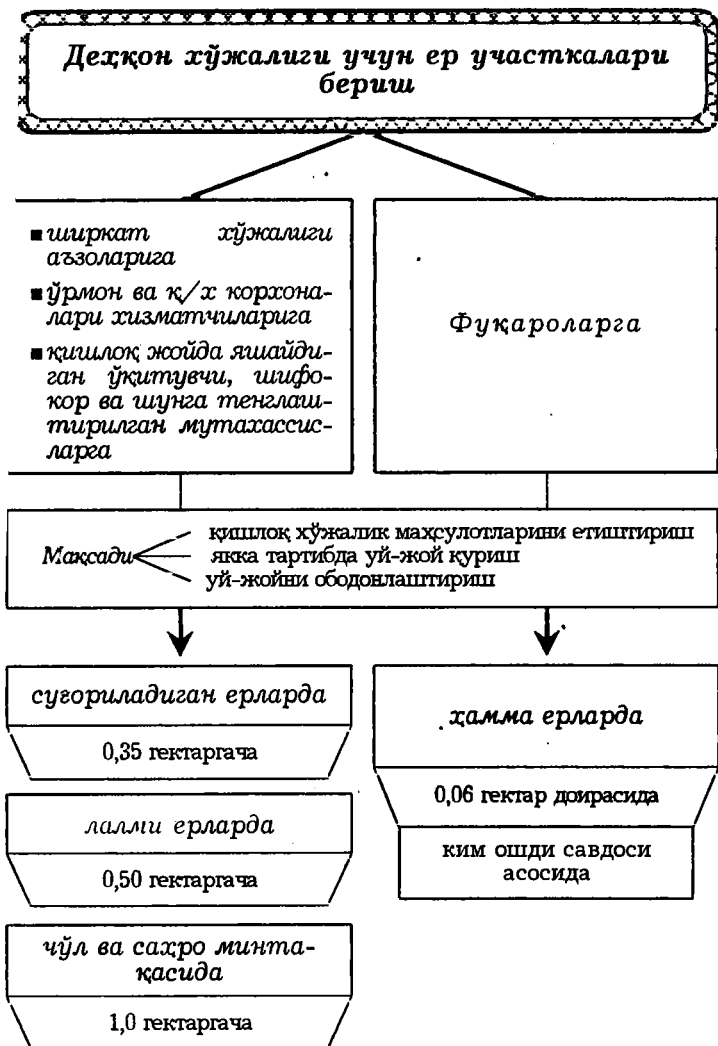 Деҳқон хўжалиги учун ер участкалари
бериш
▪ ширкат хўжалиги
аъзоларига
▪ ўрмон ва қ/х корхона-
лари хизматчиларига
▪ қишлоқ жойда яшайди-
ган ўқитувчи, шифо-
кор ва шунга тенглаш-
тирилган мутахассис-
ларга
Фуқароларга
Мақсади
қишлоқ хўжалик маҳсулотларини етиштириш
якка тартибда уй-жой қуриш
уй-жойни ободонлаштириш
суғориладиган ерларда
0,35 гектаргача
лалми ерларда
0,50 гектаргача
чўл ва саҳро минта-
қасида
1,0 гектаргача
ҳамма ерларда
0,06 гектар доирасида
ким ошди савдоси
асосида